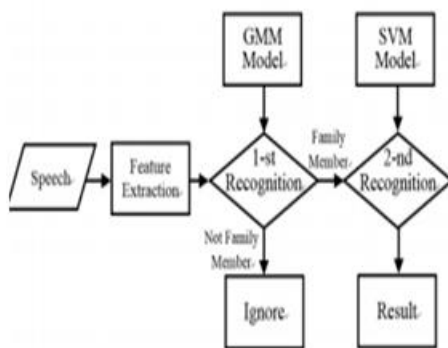 GMM
Model
SVM
Model
Speech
Feature
Extraction
1-st
Recognition
Family
Member
2-nd
Recognition
Not Family
Member
Ignore
Result